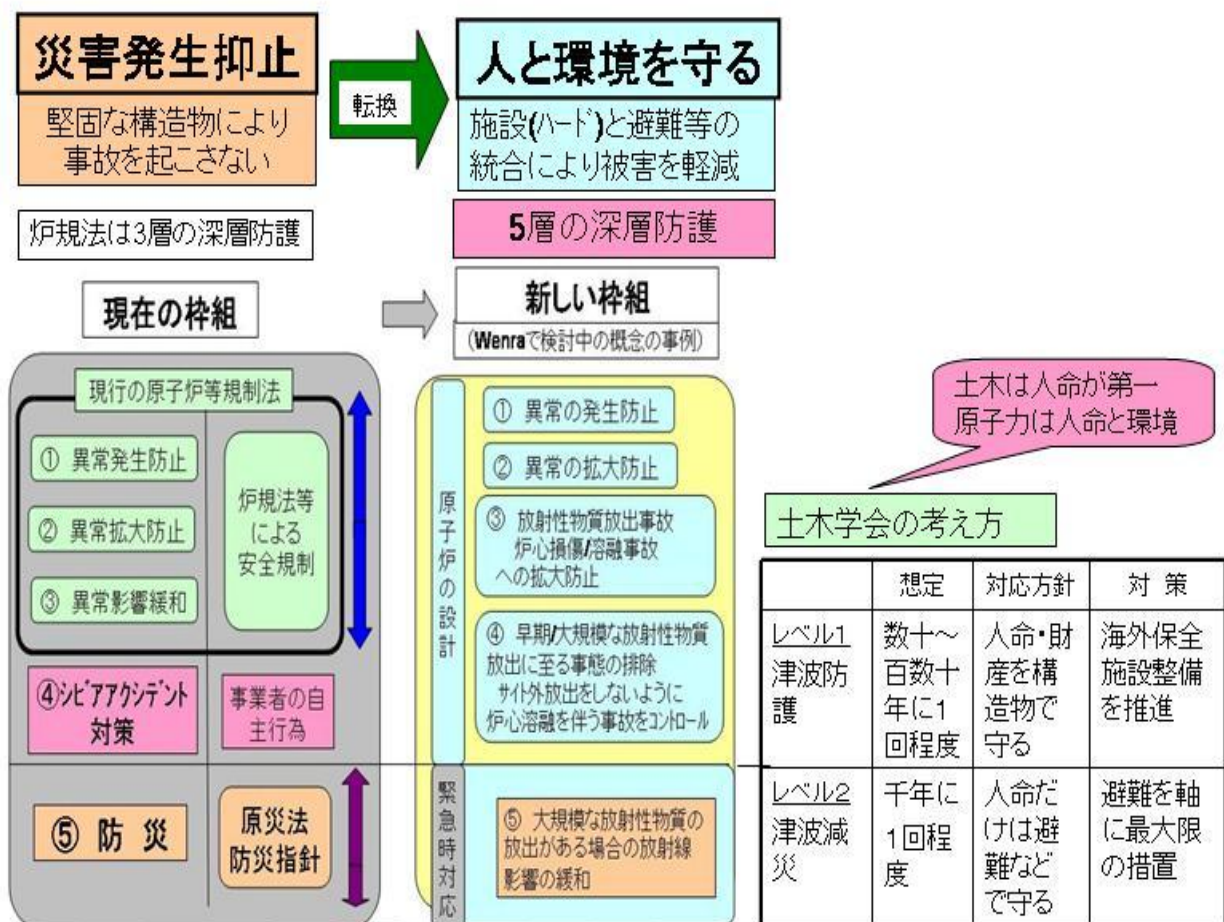 災害発生抑止
堅固な構造物により
事故を起こさない
転換
人と環境を守る
施設(ハード)と避難等の
統合により被害を軽減
炉規法は3層の深層防護
5層の深層防護
現在の枠組
新しい枠組
(Wenraで検討中の概念の事例)
現行の原子炉等規制法
① 異常発生防止
② 異常拡大防止
③ 異常影響緩和
炉規法等
による
安全規制
④シビアアクシデント
対策
事業者の自
主行為
⑤ 防 災
原災法
防災指針
原子炉の設計
① 異常の発生防止
② 異常の拡大防止
③ 放射性物質放出事故
炉心損傷/溶融事故
への拡大防止
④ 早期/大規模な放射性物質
放出に至る事態の排除
サイト外放出をしないように
炉心溶融を伴う事故をコントロール
緊急時対応
⑤ 大規模な放射性物質の
放出がある場合の放射線
影響の緩和
土木は人命が第一
原子力は人命と環境
土木学会の考え方
想定
対応方針
対 策
レベル1
津波防
護
数十~
百数十
年に1
回程度
人命・財
産を構
造物で
守る
海外保全
施設整備
を推進
レベル2
津波減
災
千年に
1回程
度
人命だ
けは避
難など
で守る
避難を軸
に最大限
の措置